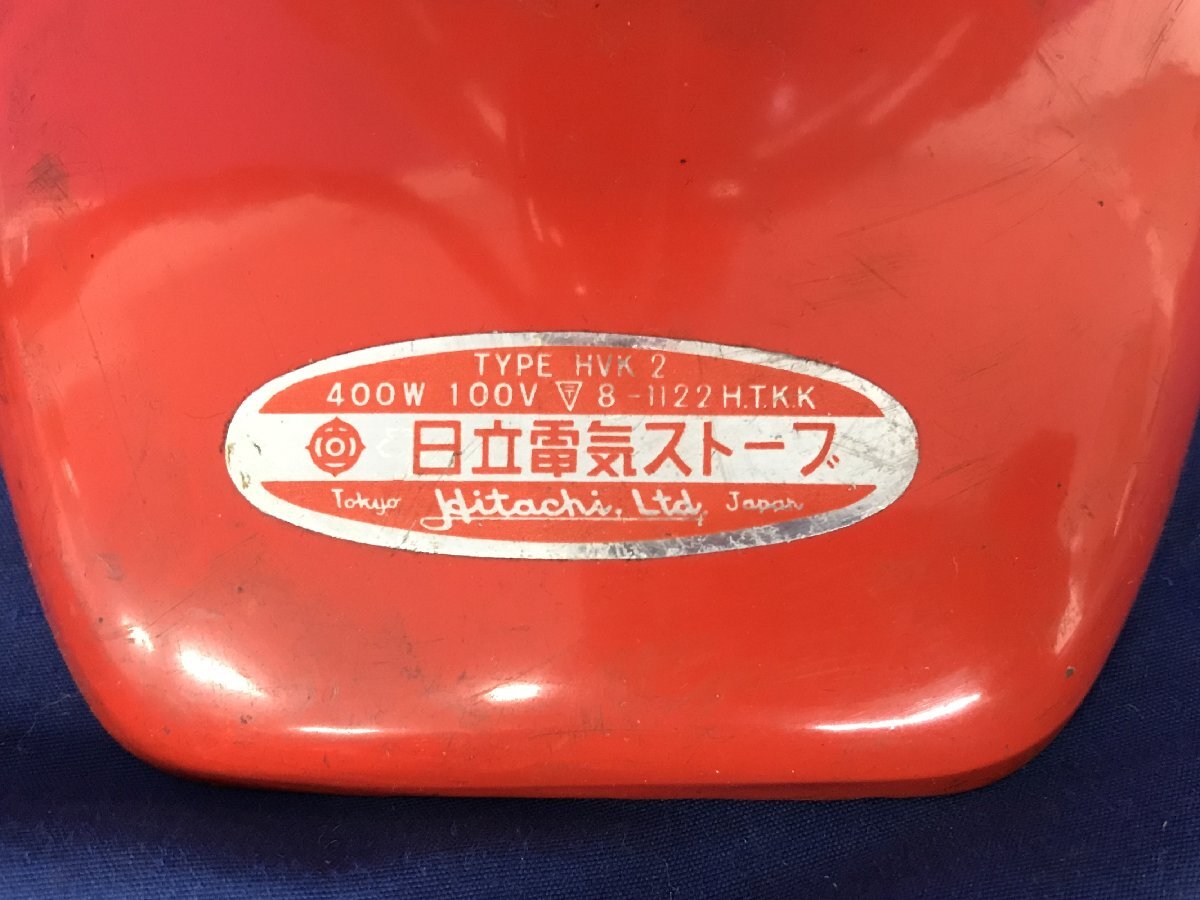 TYPE HVK 2
400W 100V 〒 8-1122 H.T.K.K
日立電気ストーブ
Tokyo Hitachi, Ltd. Japan